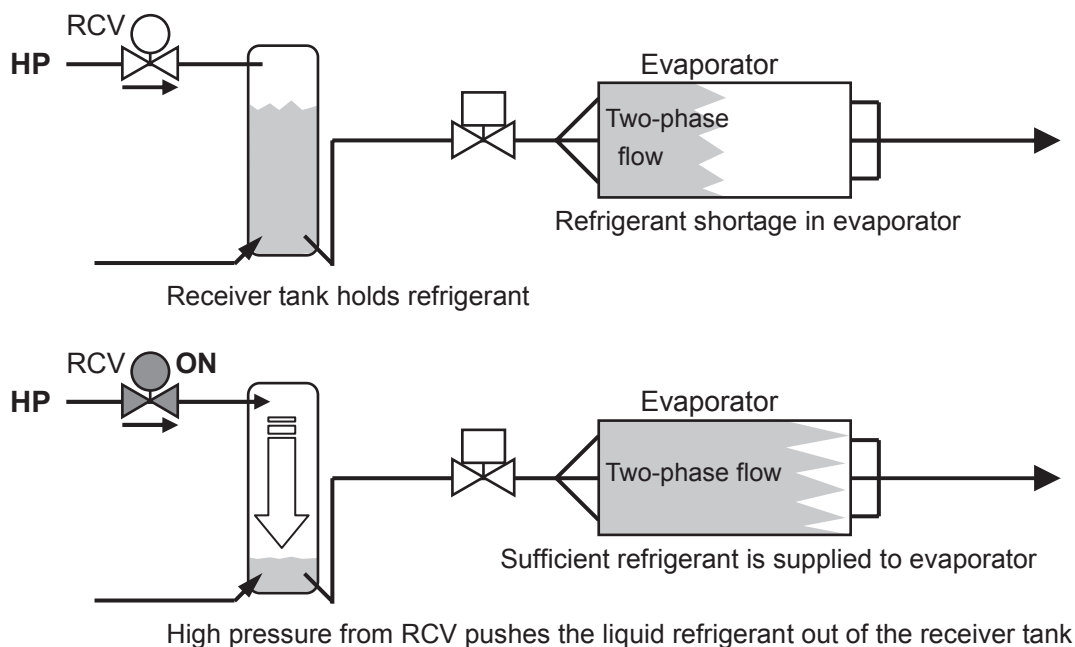 RCV
HP
Evaporator
Two-phase
flow
Refrigerant shortage in evaporator
Receiver tank holds refrigerant
RCV ON
HP
Evaporator
Two-phase flow
Sufficient refrigerant is supplied to evaporator
High pressure from RCV pushes the liquid refrigerant out of the receiver tank